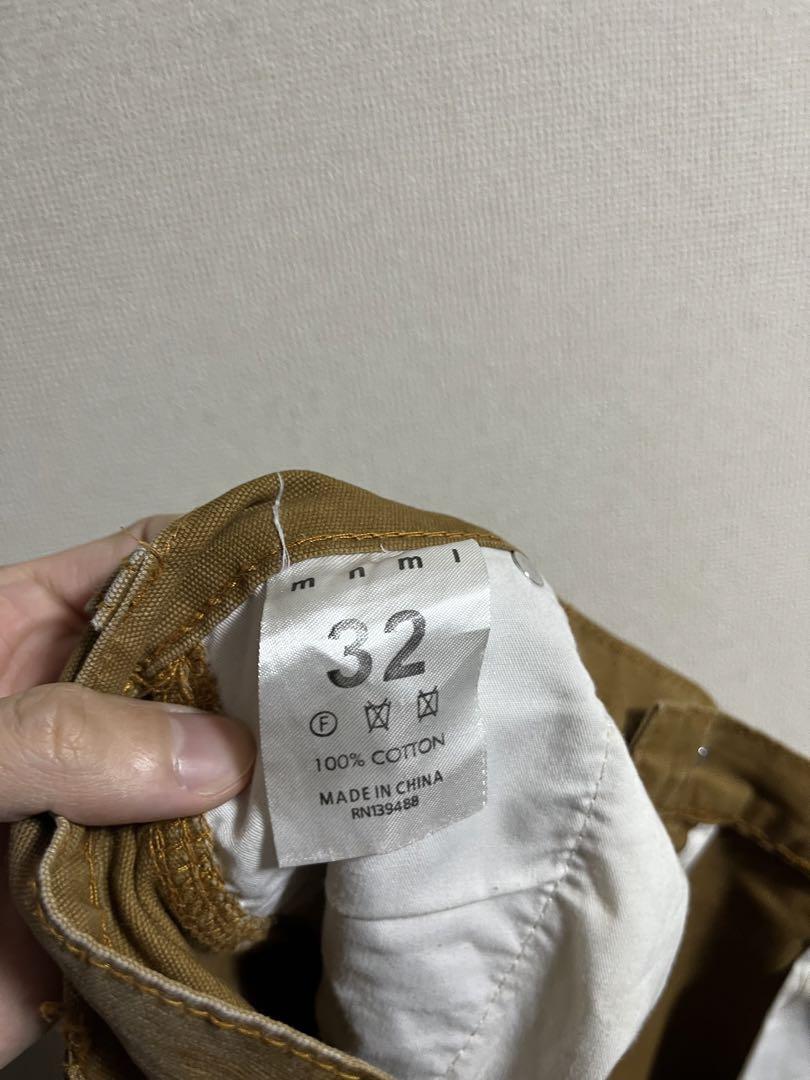 mnml
32
F
100% COTTON
MADE IN CHINA
RN139488